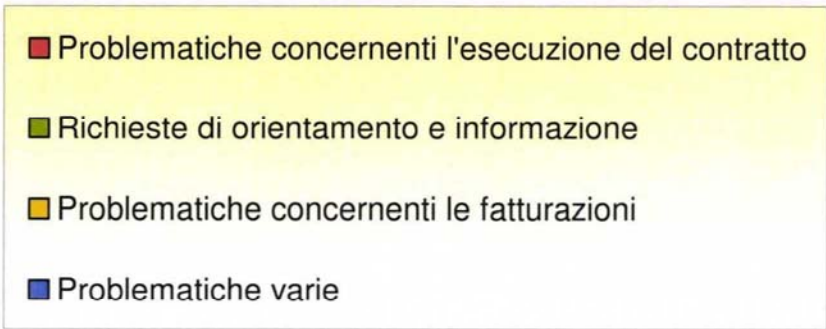 Problematiche concernenti l'esecuzione del contratto
Richieste di orientamento e informazione
Problematiche concernenti le fatturazioni
Problematiche varie